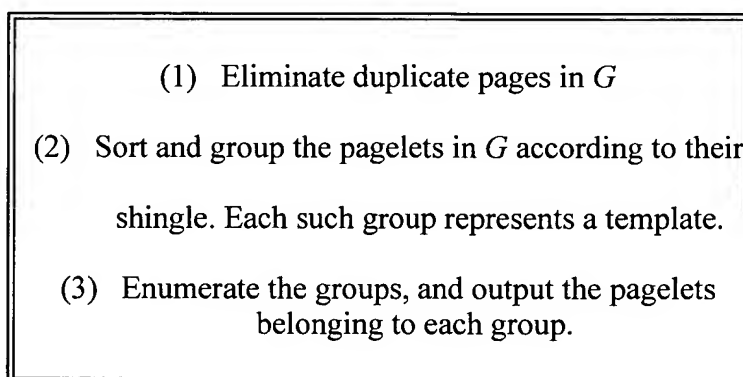 (1) Eliminate duplicate pages in G
(2) Sort and group the pagelets in G according to their
shingle. Each such group represents a template.
(3) Enumerate the groups, and output the pagelets
belonging to each group.